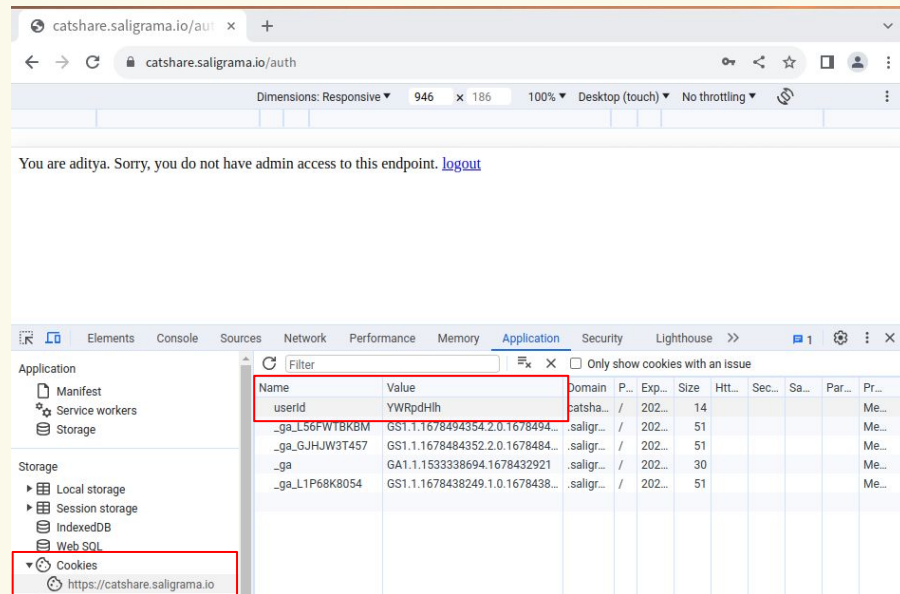 catshare.saligrama.io/aut
catshare.saligrama.io/auth
Dimensions: Responsive 946 x 186 100% Desktop (touch) No throttling
You are aditya. Sorry, you do not have admin access to this endpoint. logout
Elements Console Sources Network Performance Memory Application Security Lighthouse 1
Application
Manifest
Service workers
Storage
Storage
Local storage
Session storage
IndexedDB
Web SQL
Cookies
https://catshare.saligrama.io
Filter Only show cookies with an issue
Name Value Domain P... Exp... Size Htt... Sec... Sa... Par... Pr...
userId YWRpdHlh catsha... / 202... 14 Me...
_ga_L56FWTBKBM GS1.1.1678494354.2.0.1678494... .saligr... / 202... 51 Me...
_ga_GJHJW3T457 GS1.1.1678484352.2.0.1678484... .saligr... / 202... 51 Me...
_ga GA1.1.1533338694.1678432921 .saligr... / 202... 30 Me...
_ga_L1P68K8054 GS1.1.1678438249.1.0.1678438... .saligr... / 202... 51 Me...